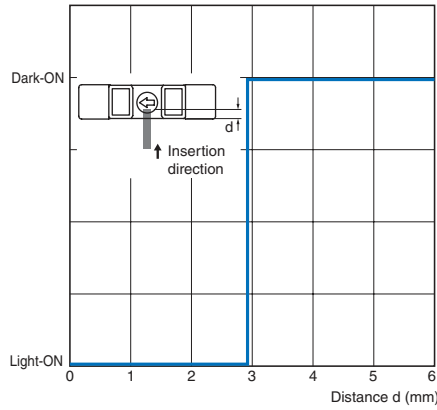 Dark-ON
d
Insertion
direction
Light-ON
0 1 2 3 4 5 6
Distance d (mm)